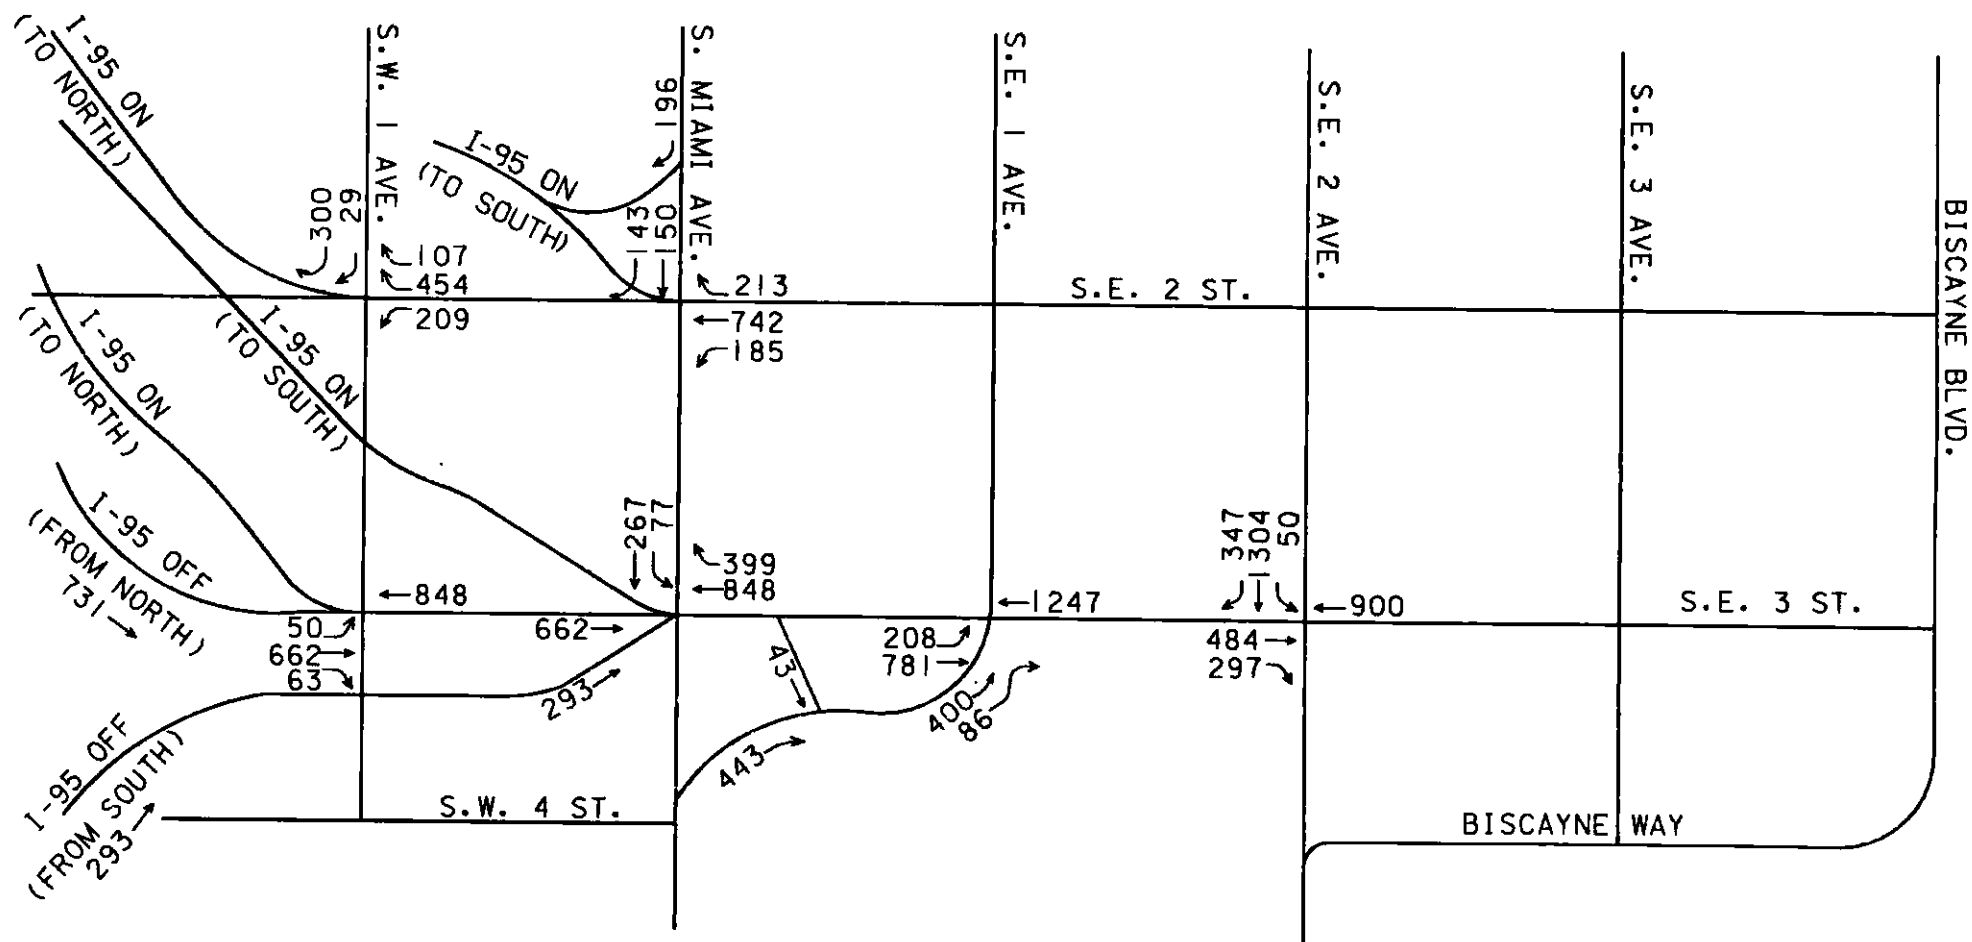 I-95 ON
(TO NORTH)
S.W. 1 AVE.
S. MIAMI AVE.
S.E. 1 AVE.
S.E. 2 AVE.
S.E. 3 AVE.
BISCAYNE BLVD.
196
I-95 ON
(TO SOUTH)
300
29
143
150
107
454
209
213
742
185
S.E. 2 ST.
I-95 ON
(TO SOUTH)
I-95 ON
(TO NORTH)
I-95 OFF
(FROM NORTH)
731
267
77
399
848
848
347
1304
50
1247
900
S.E. 3 ST.
50
662
63
662
293
208
781
43
400
86
443
484
297
I-95 OFF
(FROM SOUTH)
293
S.W. 4 ST.
BISCAYNE WAY